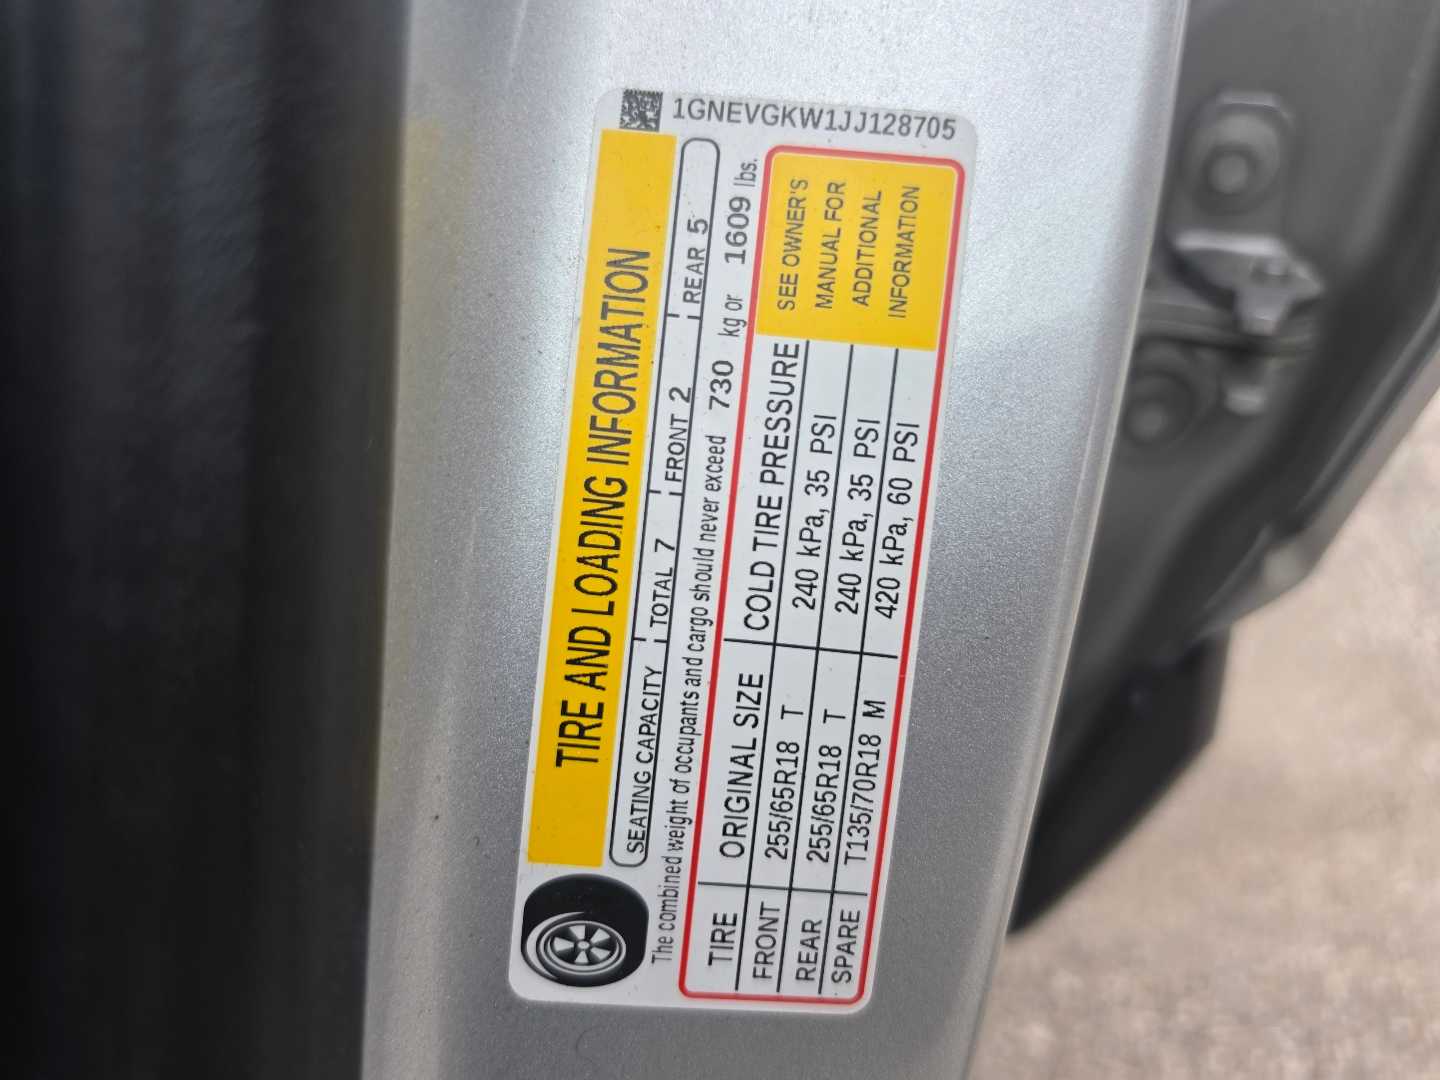 1GNEVGKW1JJ128705
TIRE AND LOADING INFORMATION
SEATING CAPACITY TOTAL 7 FRONT 2 REAR 5
The combined weight of occupants and cargo should never exceed 730 kg or 1609 lbs.
TIRE ORIGINAL SIZE COLD TIRE PRESSURE
FRONT 255/65R18 T 240 kPa, 35 PSI
REAR 255/65R18 T 240 kPa, 35 PSI
SPARE T135/70R18 M 420 kPa, 60 PSI
SEE OWNER'S
MANUAL FOR
ADDITIONAL
INFORMATION